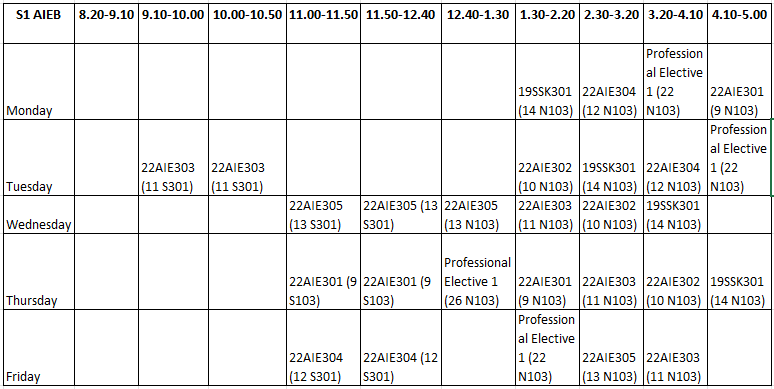 S1 AIEB 8.20-9.10 9.10-10.00 10.00-10.50 11.00-11.50 11.50-12.40 12.40-1.30 1.30-2.20 2.30-3.20 3.20-4.10 4.10-5.00
Profession
al Elective
19SSK301 22AIE304 1 (22 22AIE301
Monday (14 N103) (12 N103) N103) (9 N103)
Profession
al Elective
22AIE303 22AIE303 22AIE302 19SSK301 22AIE304 1 (22
Tuesday (11 S301) (11 S301) (10 N103) (14 N103) (12 N103) N103)
22AIE305 22AIE305 (13 22AIE305 22AIE303 22AIE302 19SSK301
Wednesday (13 S301) S301) (13 N103) (11 N103) (10 N103) (14 N103)
Professional
22AIE301 (9 22AIE301 (9 Elective 1 22AIE301 22AIE303 22AIE302 19SSK301
Thursday S103) S103) (26 N103) (9 N103) (11 N103) (10 N103) (14 N103)
Profession
al Elective
22AIE304 22AIE304 (12 1 (22 22AIE305 22AIE303
Friday (12 S301) S301) N103) (13 N103) (11 N103)